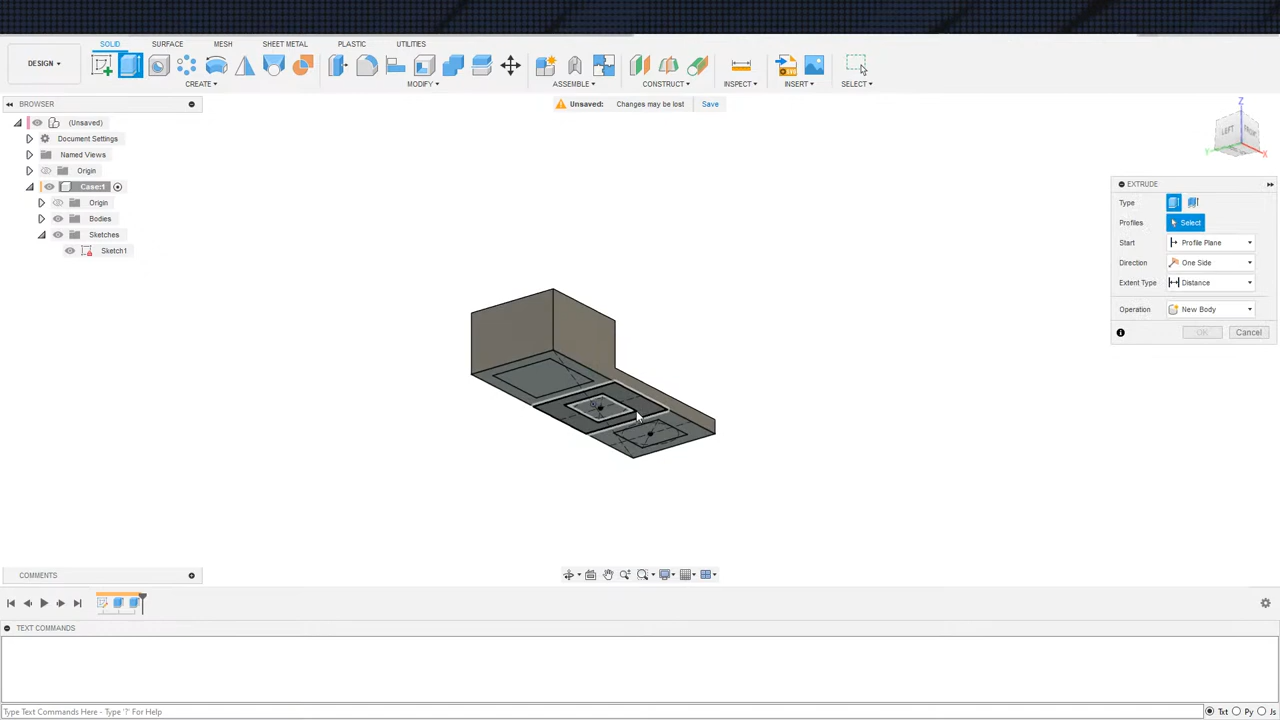 SOLID SURFACE MESH SHEET METAL PLASTIC UTILITIES
DESIGN
CREATE MODIFY ASSEMBLE CONSTRUCT INSPECT INSERT SELECT
BROWSER
Unsaved: Changes may be lost Save
(Unsaved)
Document Settings
Named Views
Origin
Case:1
Origin
Bodies
Sketches
Sketch1
LEFT FRONT
Z
Y
X
EXTRUDE
Type
Profiles Select
Start Profile Plane
Direction One Side
Extent Type Distance
Operation New Body
OK Cancel
COMMENTS
TEXT COMMANDS
Type Text Commands Here - Type '?' For Help
Txt Py Js